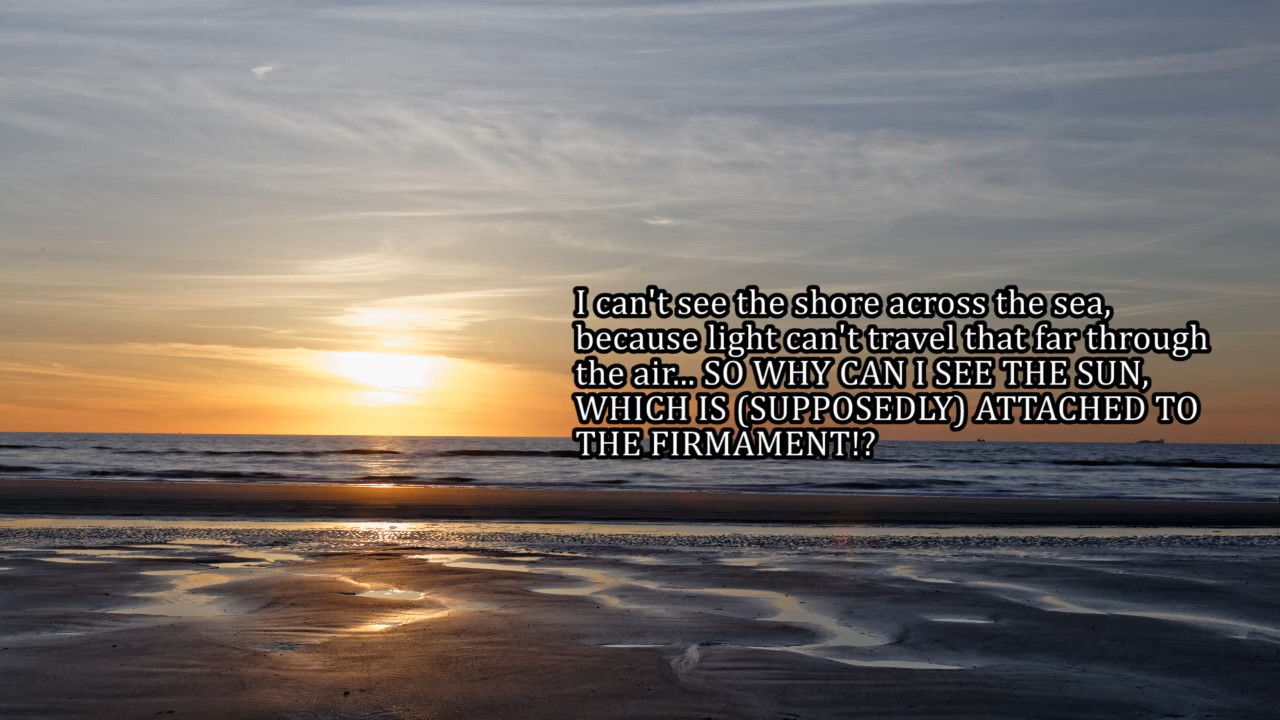 I can't see the shore across the sea,
because light can't travel that far through
the air... SO WHY CAN I SEE THE SUN,
WHICH IS (SUPPOSEDLY) ATTACHED TO
THE FIRMAMENT!?